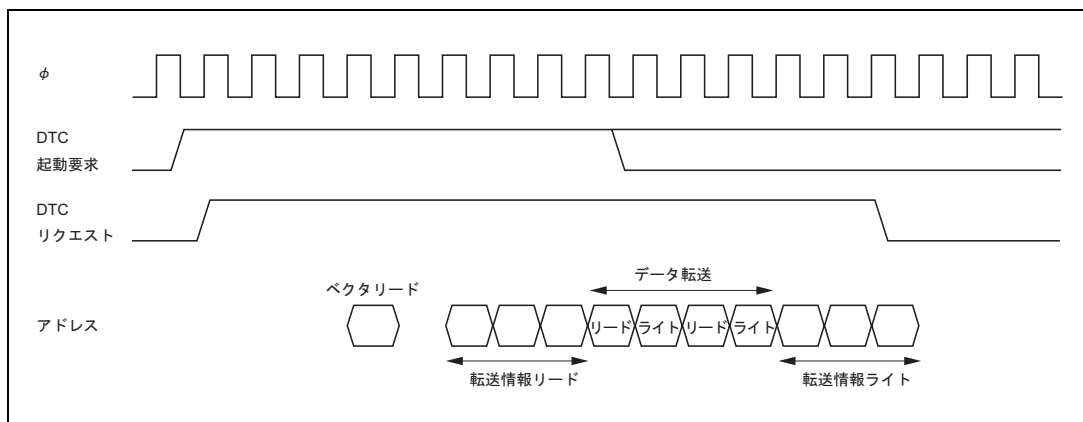 φ
DTC
起動要求
DTC
リクエスト
データ転送
ベクタリード
アドレス
リード ライト リード ライト
転送情報リード
転送情報ライト